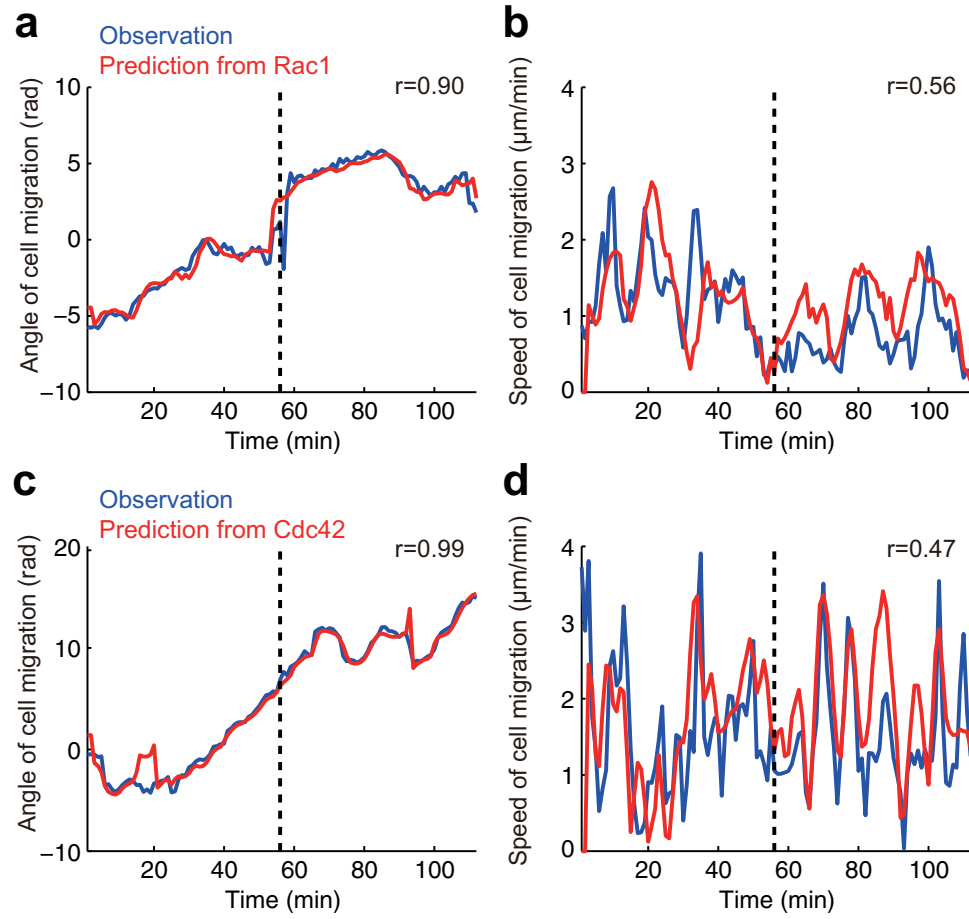 a
Observation
Prediction from Rac1
r=0.90
Angle of cell migration (rad)
10
5
0
−5
−10
20
40
60
80
100
Time (min)
b
r=0.56
Speed of cell migration (µm/min)
4
3
2
1
0
20
40
60
80
100
Time (min)
c
Observation
Prediction from Cdc42
r=0.99
Angle of cell migration (rad)
20
10
0
−10
20
40
60
80
100
Time (min)
d
r=0.47
Speed of cell migration (µm/min)
4
3
2
1
0
20
40
60
80
100
Time (min)